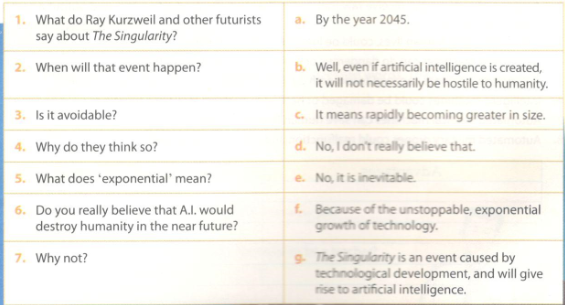 1. What do Ray Kurzweil and other futurists
say about The Singularity?
a. By the year 2045.
2. When will that event happen?
b. Well, even if artificial intelligence is created,
it will not necessarily be hostile to humanity.
3. Is it avoidable?
c. It means rapidly becoming greater in size.
4. Why do they think so?
d. No, I don't really believe that.
5. What does ‘exponential’ mean?
e. No, it is inevitable.
6. Do you really believe that A.I. would
destroy humanity in the near future?
f. Because of the unstoppable, exponential
growth of technology.
7. Why not?
g. The Singularity is an event caused by
technological development, and will give
rise to artificial intelligence.